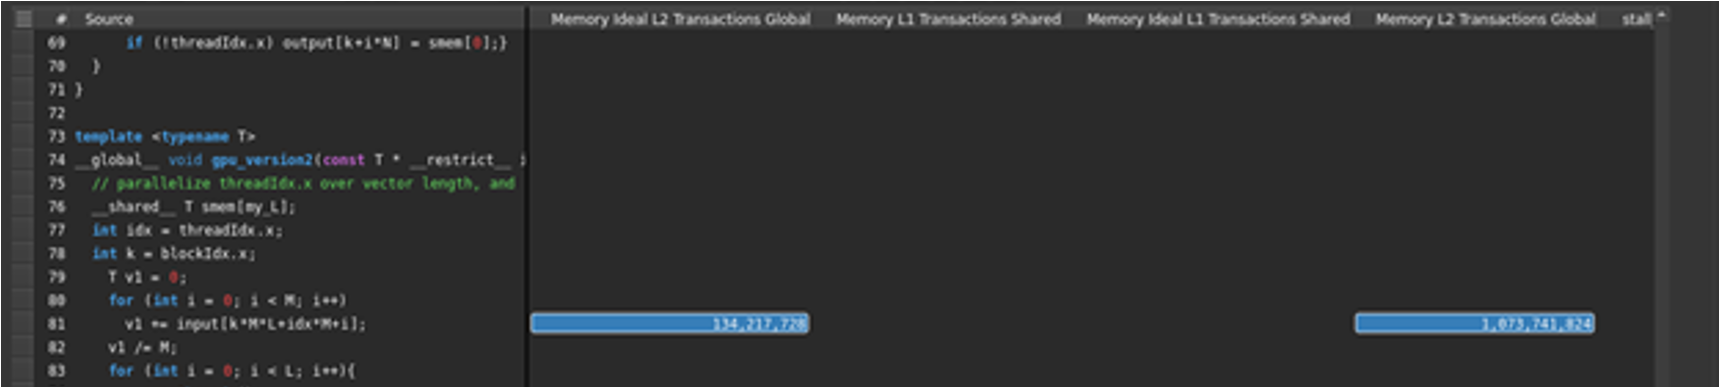 # Source Memory Ideal L2 Transactions Global Memory L1 Transactions Shared Memory Ideal L1 Transactions Shared Memory L2 Transactions Global stall
69 if (!threadIdx.x) output[k+i*N] = smem[0];}
70 }
71 }
72
73 template <typename T>
74 __global__ void gpu_version2(const T * __restrict__ i
75 // parallelize threadIdx.x over vector length, and
76 __shared__ T smem[my_L];
77 int idx = threadIdx.x;
78 int k = blockIdx.x;
79 T v1 = 0;
80 for (int i = 0; i < M; i++)
81 v1 += input[k*M*L+idx*M+i]; 134,217,728 1,073,741,824
82 v1 /= M;
83 for (int i = 0; i < L; i++){